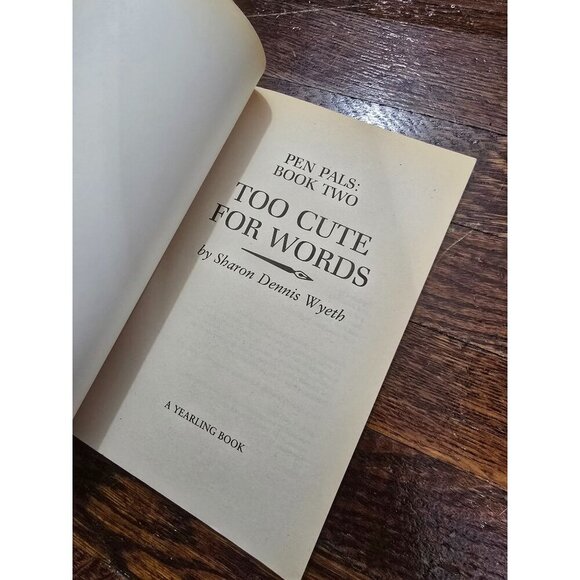 PEN PALS:
BOOK TWO
TOO CUTE
FOR WORDS
by Sharon Dennis Wyeth
A YEARLING BOOK